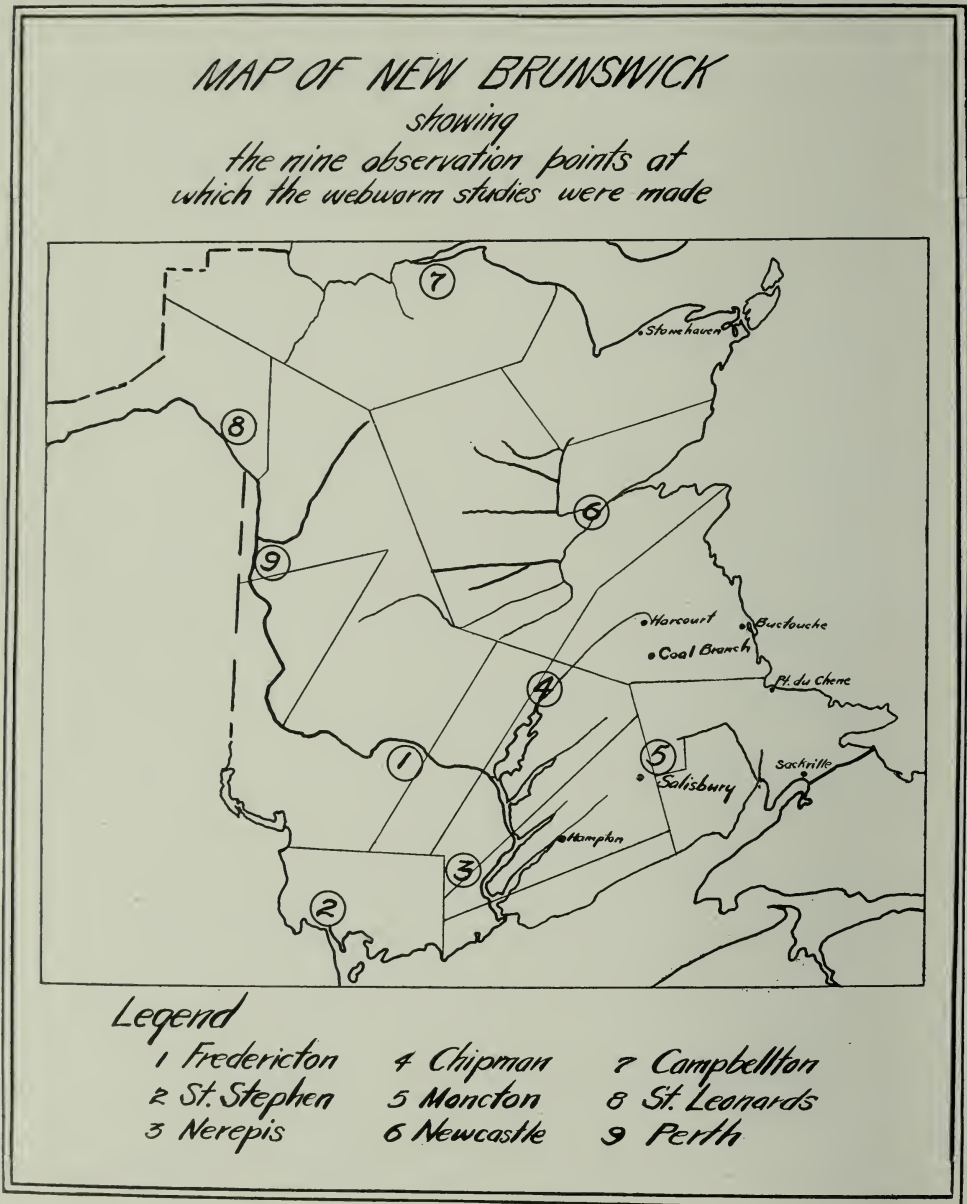 MAP OF NEW BRUNSWICK
showing
the nine observation points at
which the webworm studies were made
7
Stonehaven
8
6
9
Harcourt
Buctouche
Coal Branch
Pt. du Chene
4
5
1
Sackville
Salisbury
Hampton
3
2
Legend
1 Fredericton 4 Chipman 7 Campbellton
2 St. Stephen 5 Moncton 8 St. Leonards
3 Nerepis 6 Newcastle 9 Perth